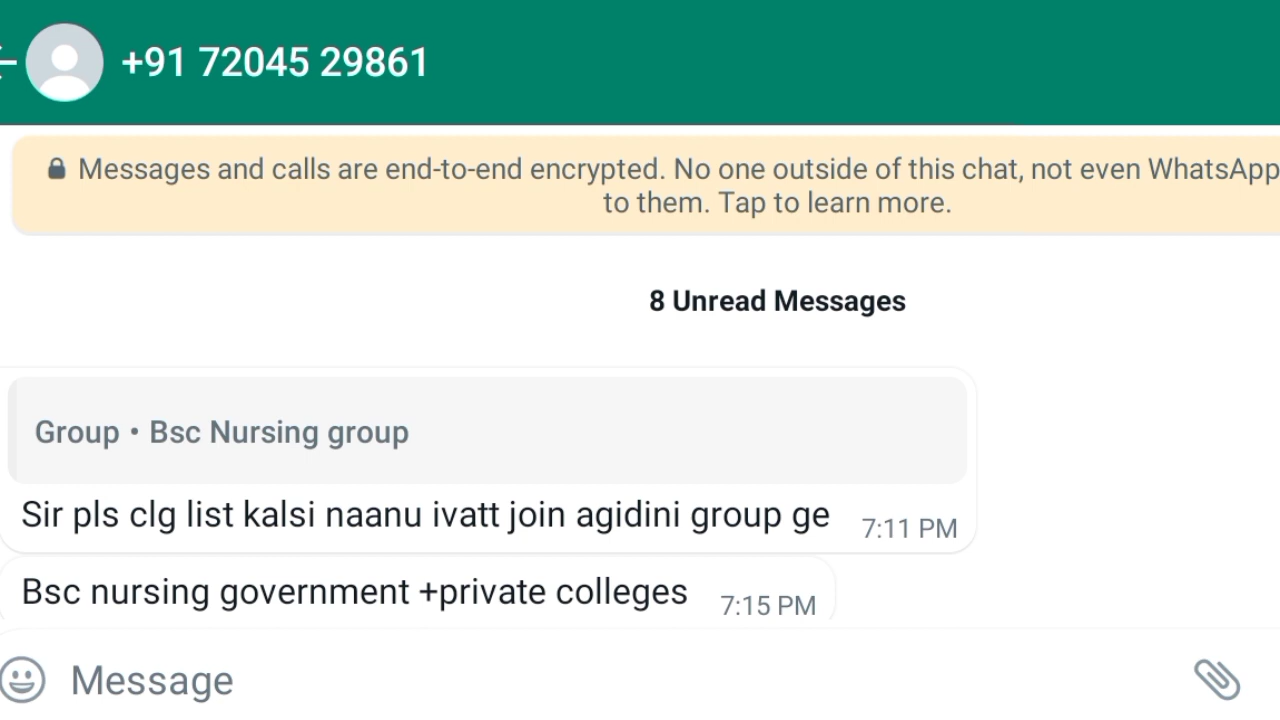 +91 72045 29861
Messages and calls are end-to-end encrypted. No one outside of this chat, not even WhatsApp
to them. Tap to learn more.
8 Unread Messages
Group • Bsc Nursing group
Sir pls clg list kalsi naanu ivatt join agidini group ge 7:11 PM
Bsc nursing government +private colleges 7:15 PM
Message